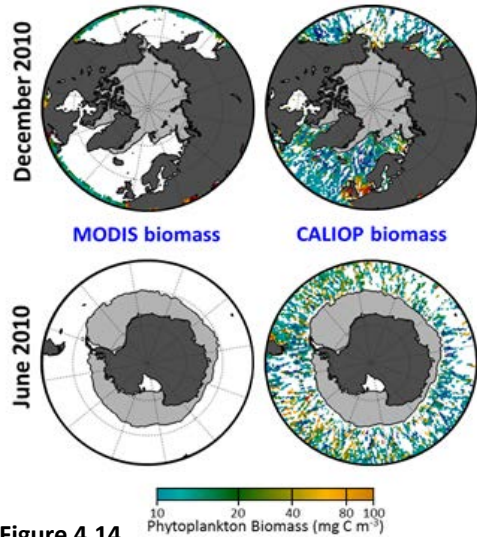 December 2010
MODIS biomass
CALIOP biomass
June 2010
10
20
40
80
100
Phytoplankton Biomass (mg C m⁻³)
Figure 4.14